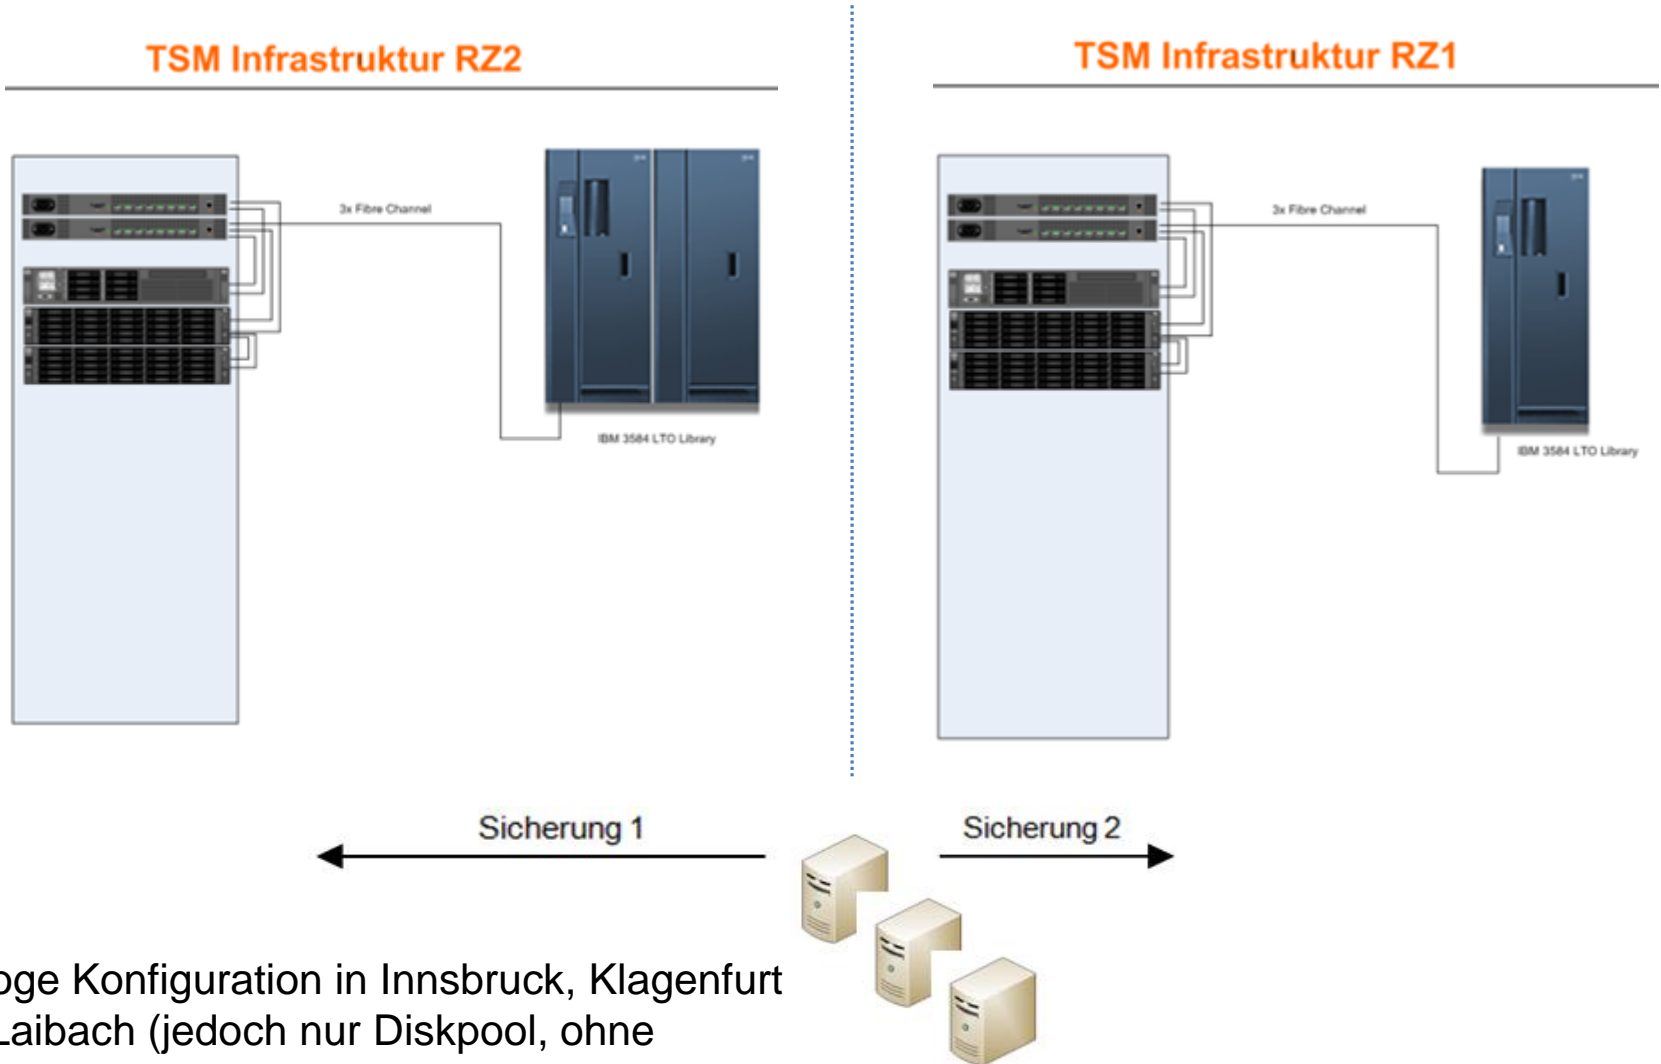 TSM Infrastruktur RZ2
TSM Infrastruktur RZ1
3x Fibre Channel
3x Fibre Channel
IBM 3584 LTO Library
IBM 3584 LTO Library
Sicherung 1
Sicherung 2
oge Konfiguration in Innsbruck, Klagenfurt
Laibach (jedoch nur Diskpool, ohne